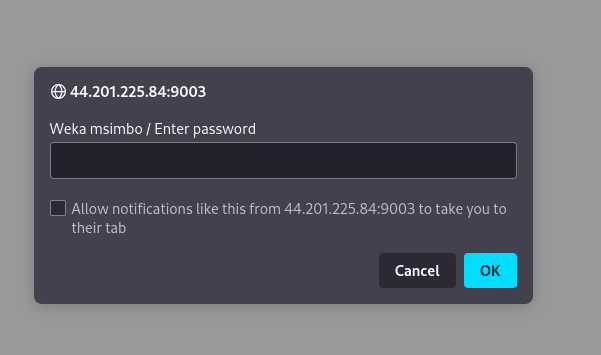 44.201.225.84:9003
Weka msimbo / Enter password
Allow notifications like this from 44.201.225.84:9003 to take you to
their tab
Cancel
OK